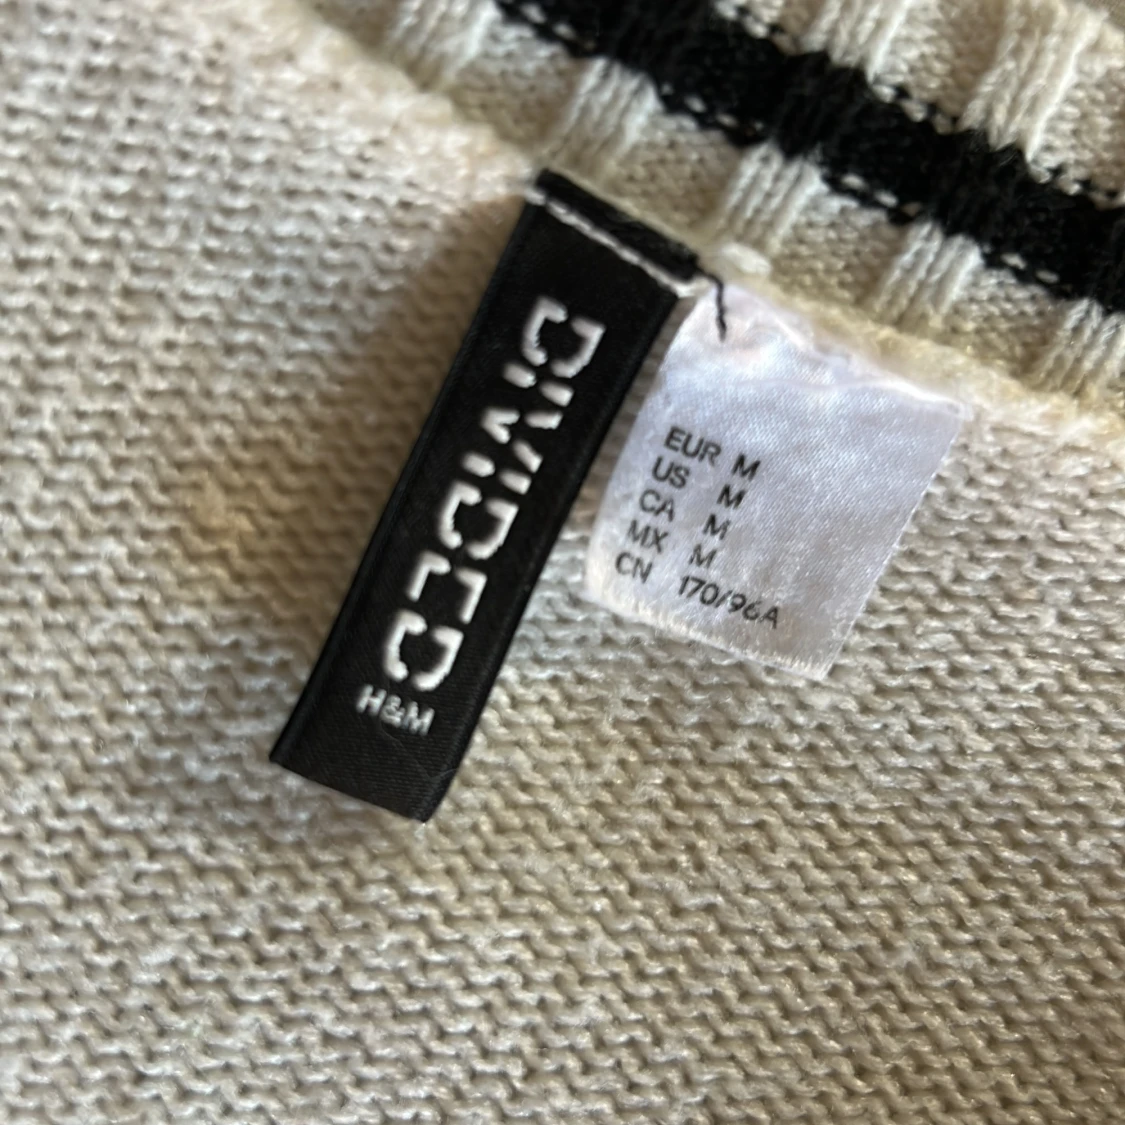 DIVIDED
H&M
EUR M
US M
CA M
MX M
CN 170/96A